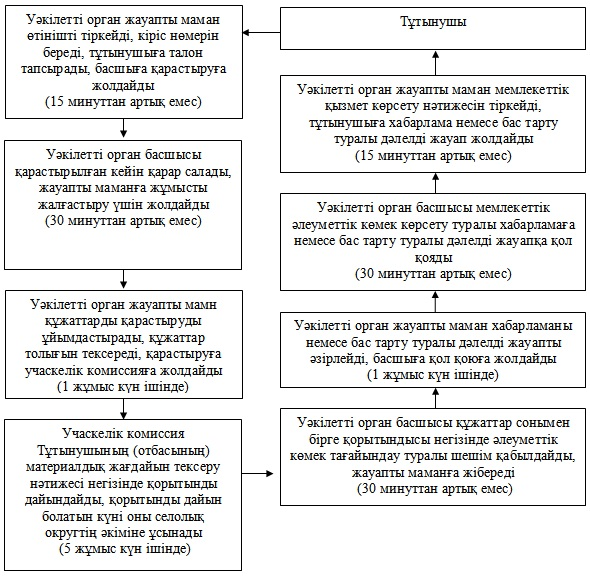 Тұтынушы
Уәкілетті орган жауапты маман
өтінішті тіркейді, кіріс нөмерін
береді, тұтынушыға талон
тапсырады, басшыға қарастыруға
жолдайды
(15 минуттан артық емес)
Уәкілетті орган басшысы
қарастырылған кейін қарар салады,
жауапты маманға жұмысты
жалғастыру үшін жолдайды
(30 минуттан артық емес)
Уәкілетті орган жауапты мамн
құжаттарды қарастыруды
ұйымдастырады, құжаттар
толығын тексереді, қарастыруға
учаскелік комиссияға жолдайды
(1 жұмыс күн ішінде)
Учаскелік комиссия
Тұтынушының (отбасының)
материалдық жағдайын тексеру
нәтижесі негізінде қорытынды
дайындайды, қорытынды дайын
болатын күні оны селолық
округтің әкіміне ұсынады
(5 жұмыс күн ішінде)
Уәкілетті орган басшысы құжаттар сонымен
бірге қорытындысы негізінде әлеуметтік
көмек тағайындау туралы шешім қабылдайды,
жауапты маманға жібереді
(30 минуттан артық емес)
Уәкілетті орган жауапты маман хабарламаны
немесе бас тарту туралы дәлелді жауапты
әзірлейді, басшыға қол қоюға жолдайды
(1 жұмыс күн ішінде)
Уәкілетті орган басшысы мемлекеттік
әлеуметтік көмек көрсету туралы хабарламаға
немесе бас тарту туралы дәлелді жауапқа қол
қояды
(30 минуттан артық емес)
Уәкілетті орган жауапты маман мемлекеттік
қызмет көрсету нәтижесін тіркейді,
тұтынушыға хабарлама немесе бас тарту
туралы дәлелді жауап жолдайды
(15 минуттан артық емес)